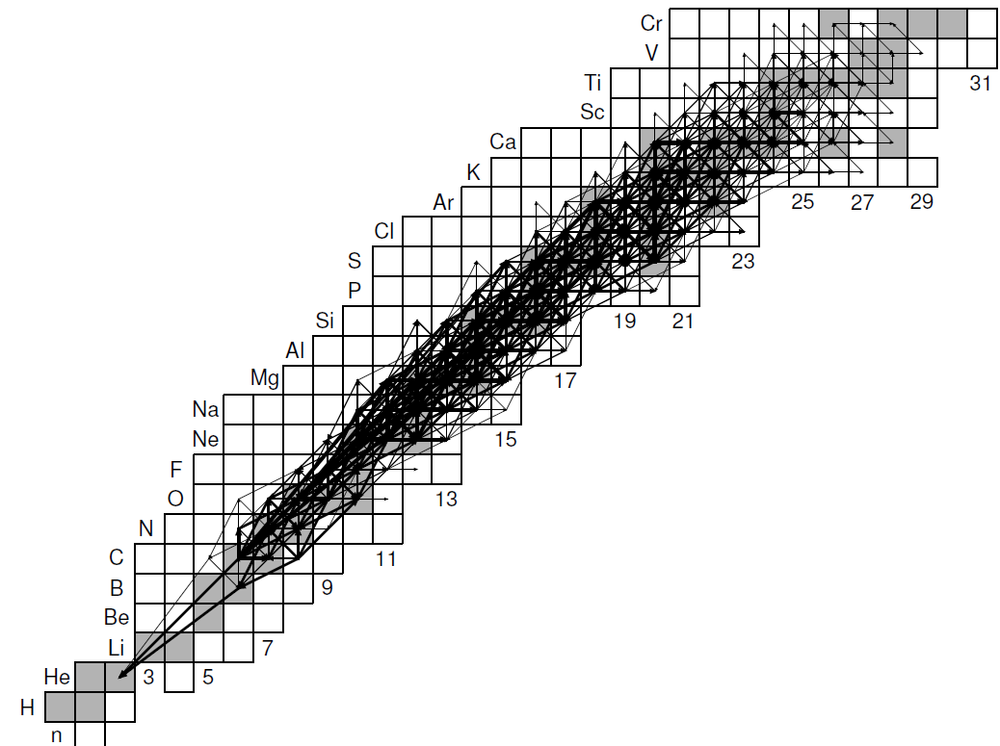 Cr
V
Ti 31
Sc
Ca
K
Ar 25 27 29
Cl
S 23
P
Si 19 21
Al
Mg 17
Na
Ne 15
F
O 13
N
C 11
B 9
Be
Li 7
He 3 5
H
n